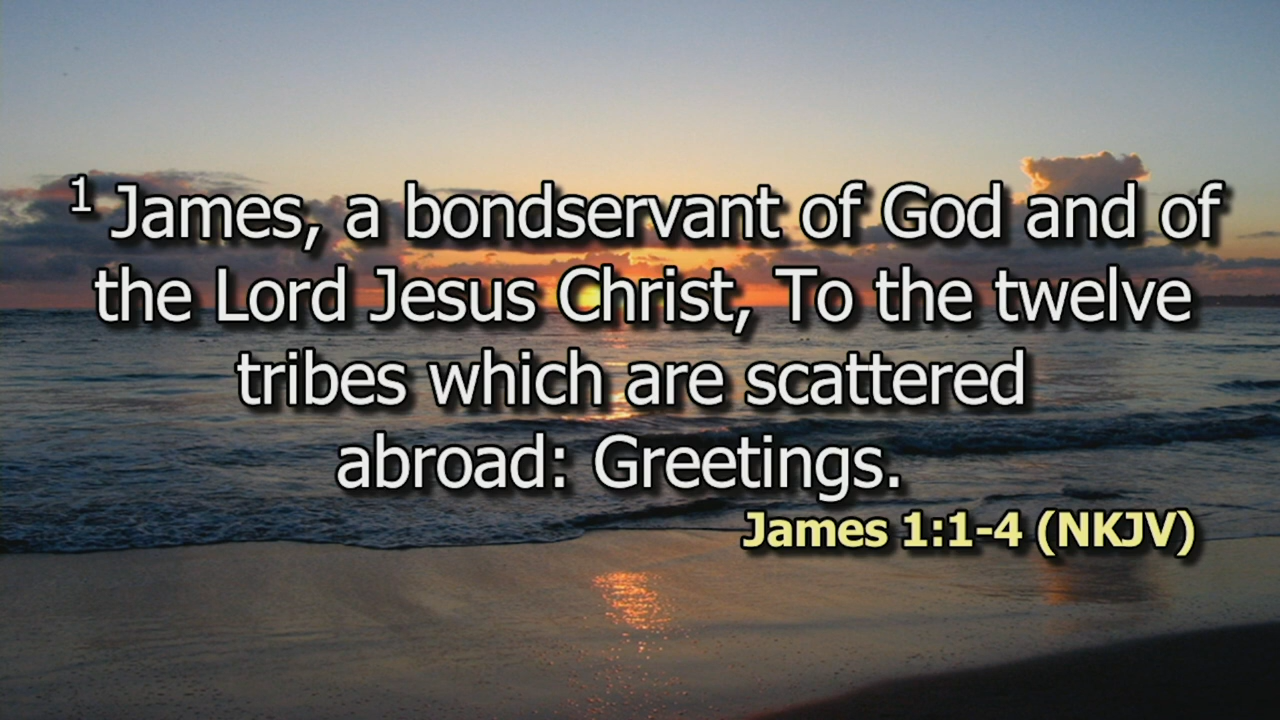 1 James, a bondservant of God and of
the Lord Jesus Christ, To the twelve
tribes which are scattered
abroad: Greetings.
James 1:1-4 (NKJV)